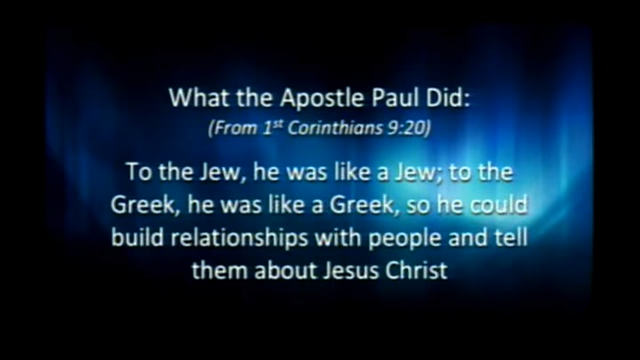 What the Apostle Paul Did:
(From 1st Corinthians 9:20)
To the Jew, he was like a Jew; to the
Greek, he was like a Greek, so he could
build relationships with people and tell
them about Jesus Christ